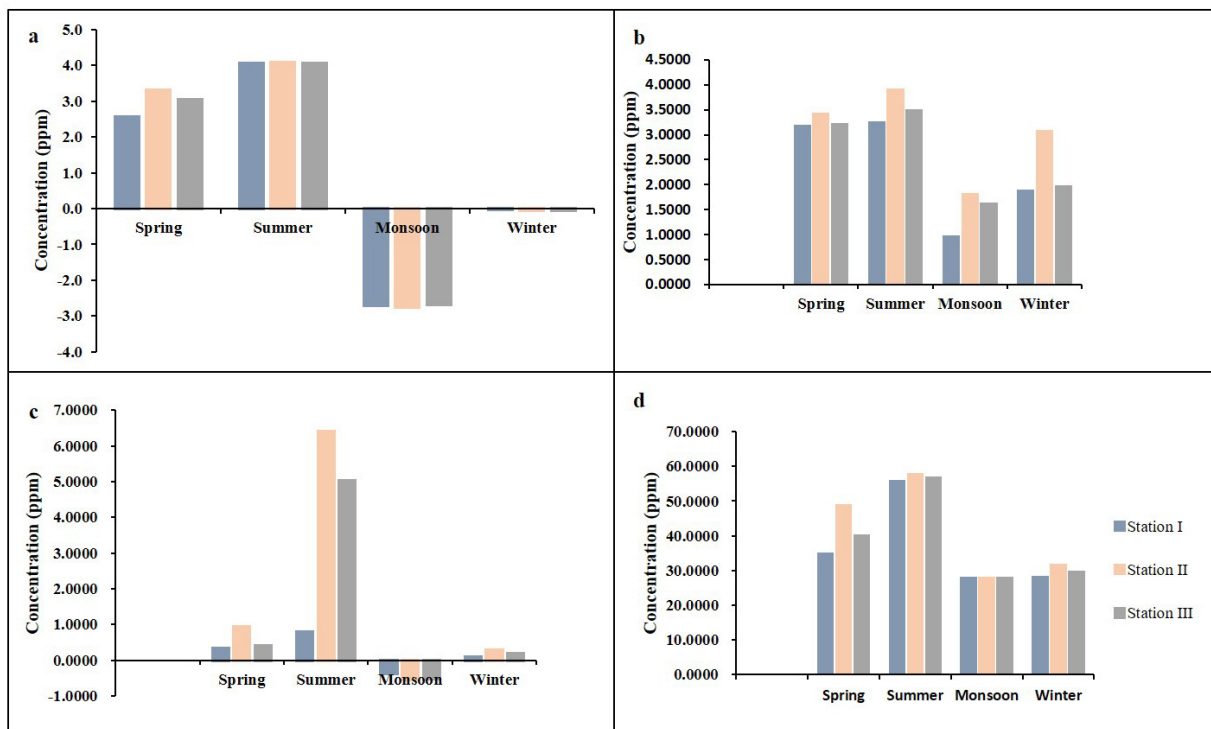 a
5.0
4.0
3.0
2.0
1.0
0.0
-1.0
-2.0
-3.0
-4.0
Concentration (ppm)
Spring Summer Monsoon Winter
b
4.5000
4.0000
3.5000
3.0000
2.5000
2.0000
1.5000
1.0000
0.5000
0.0000
Concentration (ppm)
Spring Summer Monsoon Winter
c
7.0000
6.0000
5.0000
4.0000
3.0000
2.0000
1.0000
0.0000
-1.0000
Concentration (ppm)
Spring Summer Monsoon Winter
d
70.0000
60.0000
50.0000
40.0000
30.0000
20.0000
10.0000
0.0000
Concentration (ppm)
Spring Summer Monsoon Winter
Station I
Station II
Station III